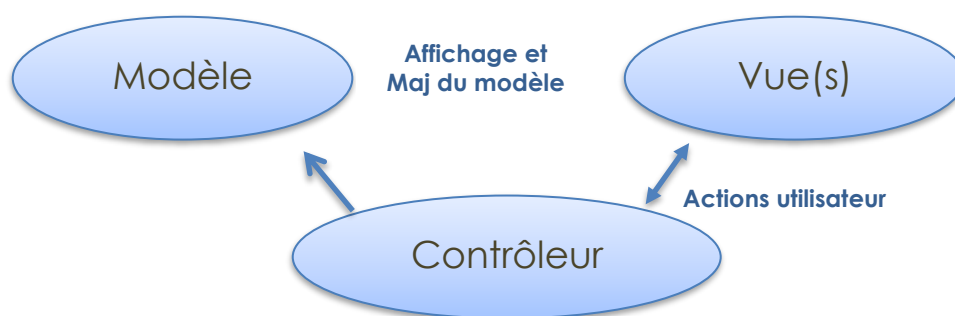 Modèle
Affichage et
Maj du modèle
Vue(s)
Actions utilisateur
Contrôleur